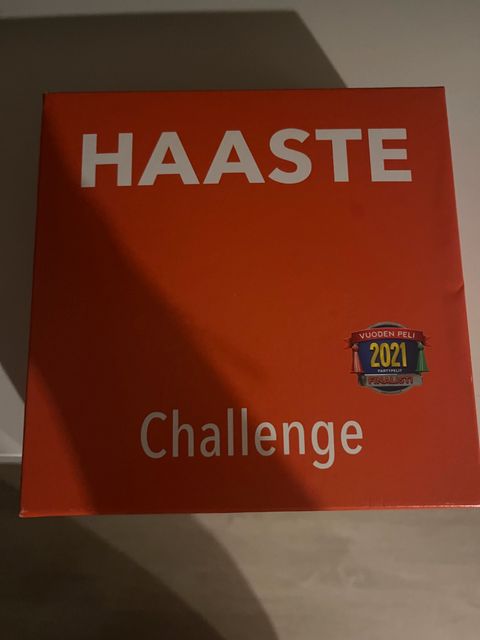 HAASTE
VUODEN PELI
2021
PARTYPELIT
FINALISTI
Challenge